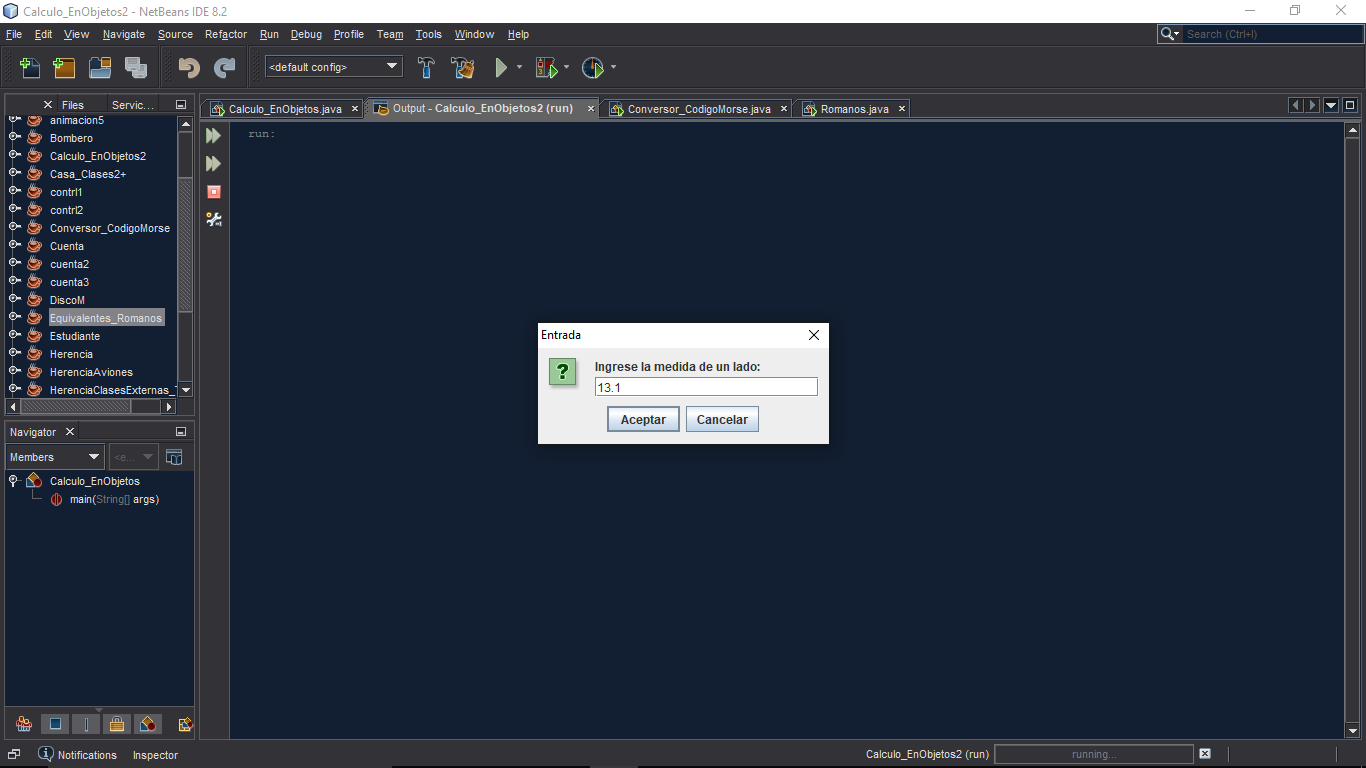 Calculo_EnObjetos2 - NetBeans IDE 8.2
File Edit View Navigate Source Refactor Run Debug Profile Team Tools Window Help
Search (Ctrl+I)
<default config>
Files Servic...
animacion5
Bombero
Calculo_EnObjetos2
Casa_Clases2+
contrl1
contrl2
Conversor_CodigoMorse
Cuenta
cuenta2
cuenta3
DiscoM
Equivalentes_Romanos
Estudiante
Herencia
HerenciaAviones
HerenciaClasesExternas_
Calculo_EnObjetos.java Output - Calculo_EnObjetos2 (run) Conversor_CodigoMorse.java Romanos.java
run:
Entrada
Ingrese la medida de un lado:
13.1
Aceptar Cancelar
Navigator
Members <e...
Calculo_EnObjetos
main(String[] args)
Notifications Inspector
Calculo_EnObjetos2 (run) running...